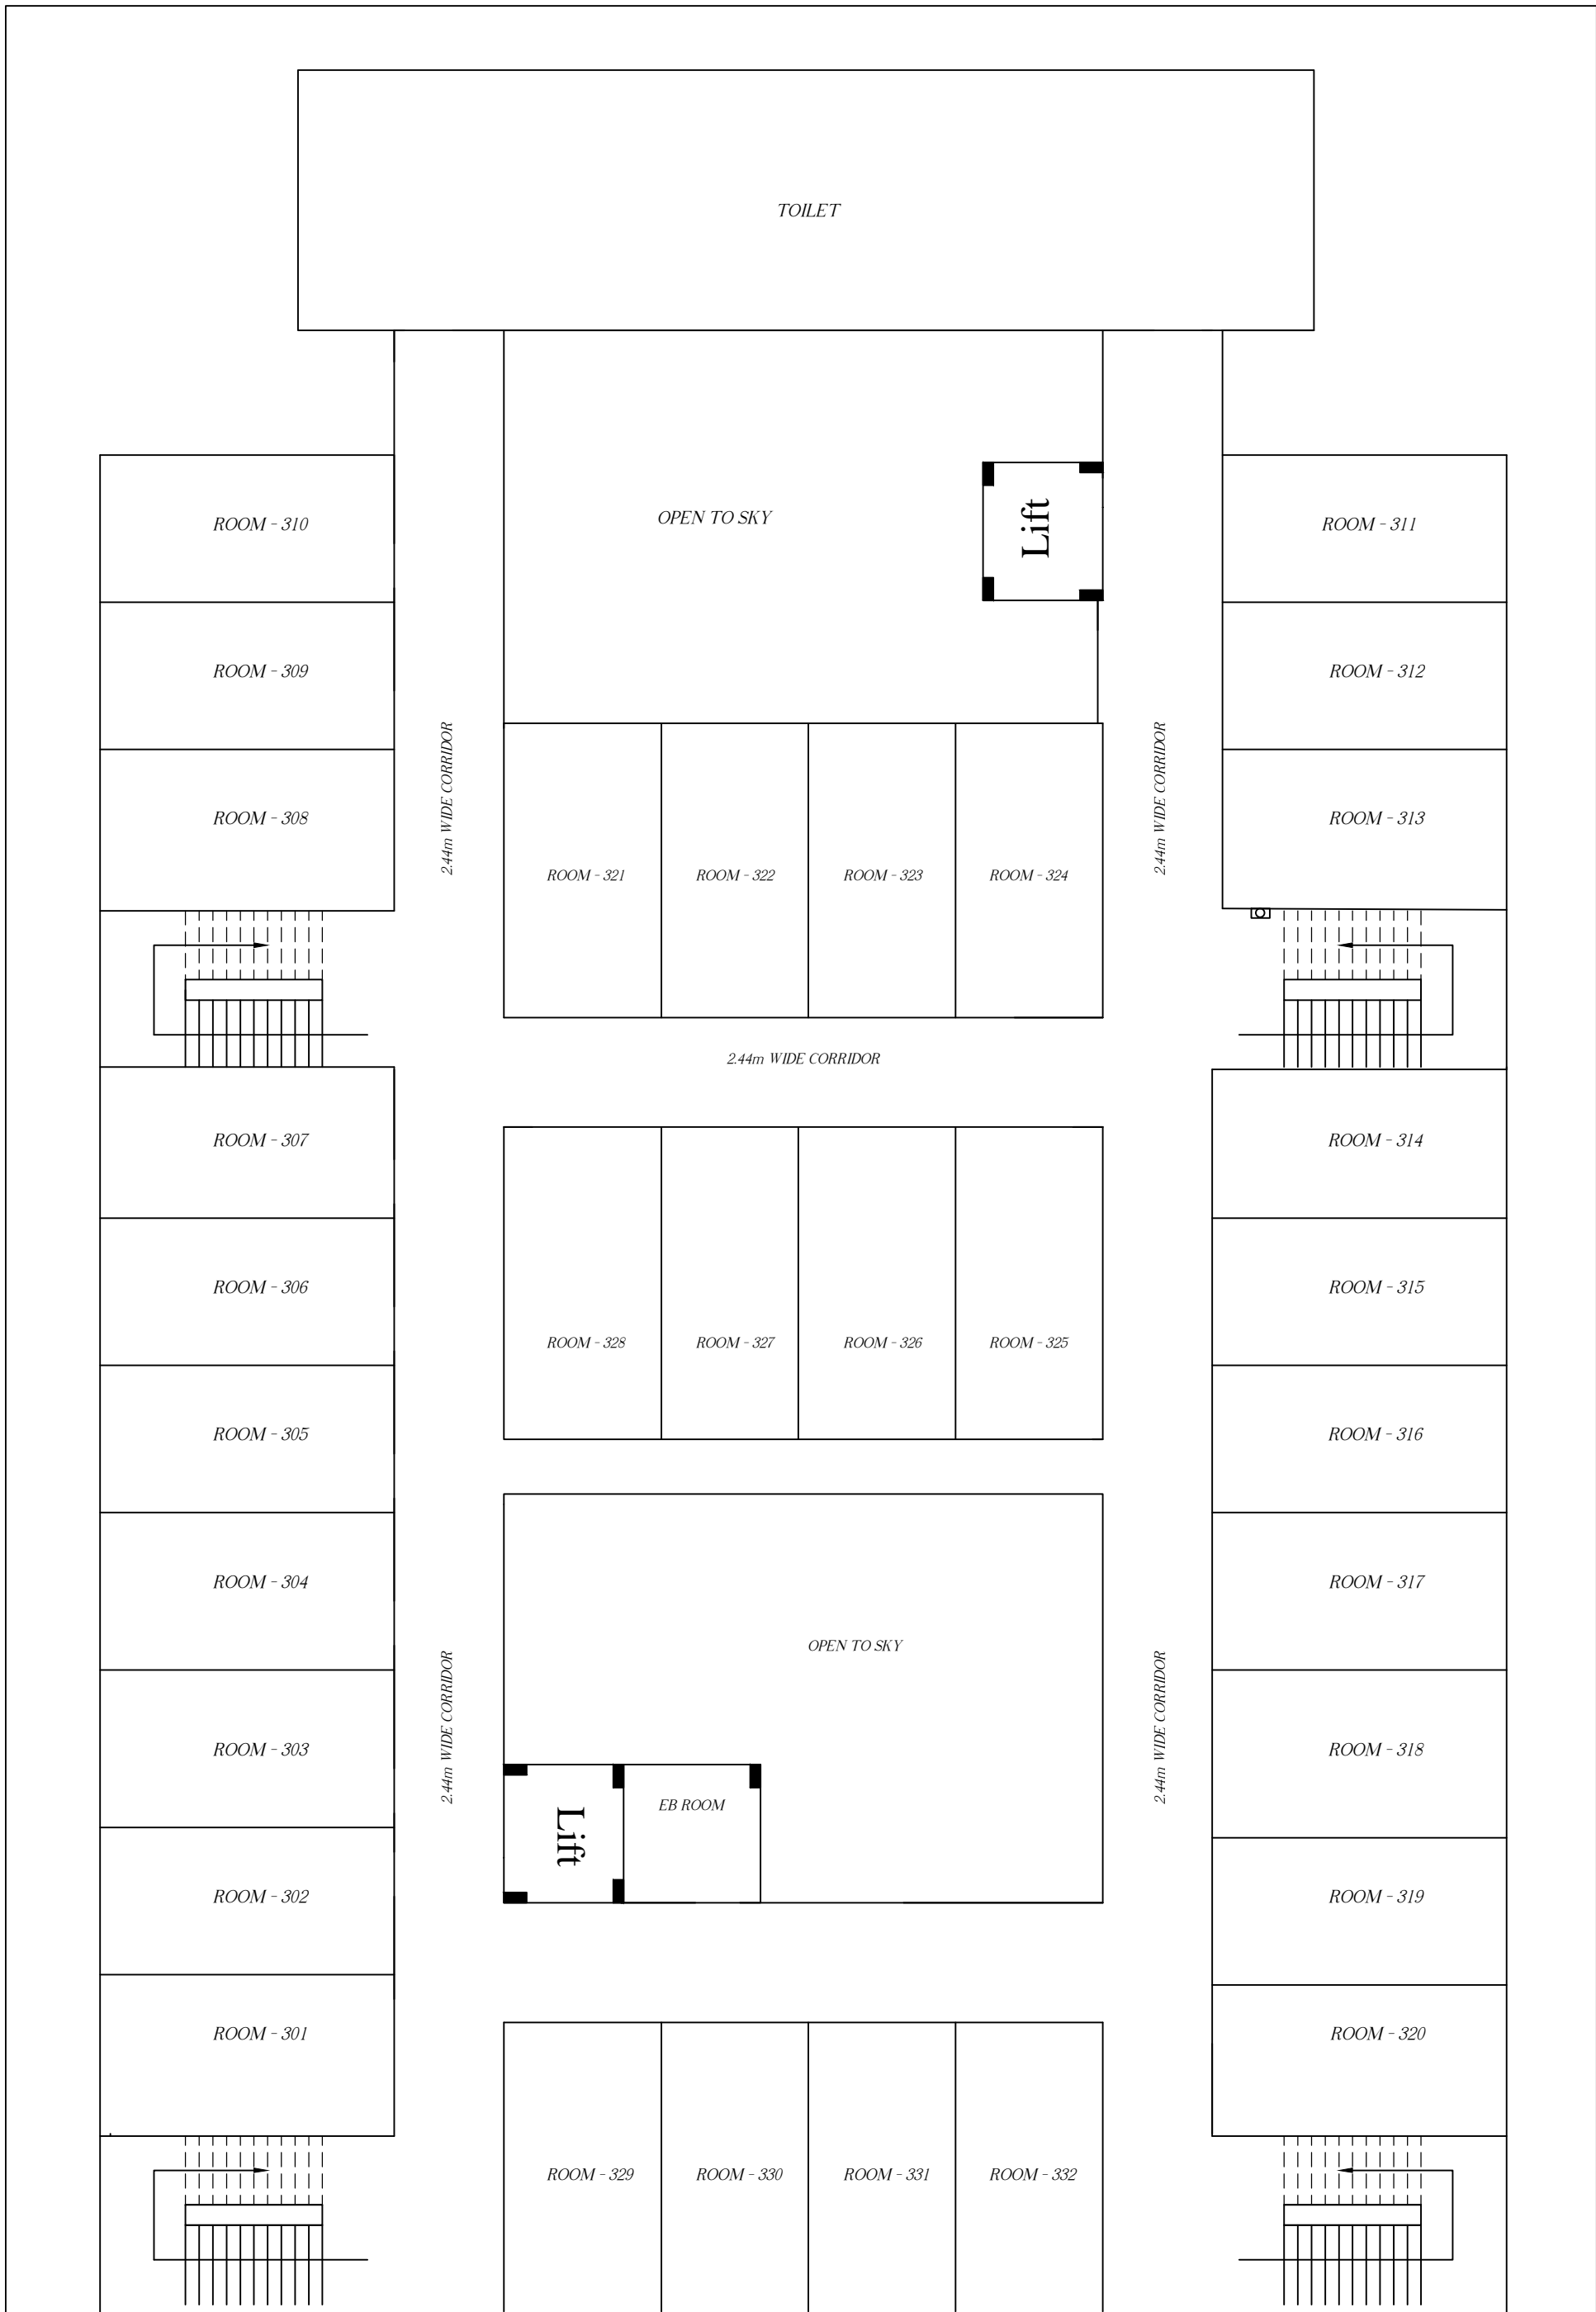 TOILET
OPEN TO SKY
Lift
ROOM - 310
ROOM - 311
ROOM - 309
ROOM - 312
2.44m WIDE CORRIDOR
2.44m WIDE CORRIDOR
ROOM - 308
ROOM - 313
ROOM - 321
ROOM - 322
ROOM - 323
ROOM - 324
2.44m WIDE CORRIDOR
ROOM - 307
ROOM - 314
ROOM - 306
ROOM - 315
ROOM - 328
ROOM - 327
ROOM - 326
ROOM - 325
ROOM - 305
ROOM - 316
ROOM - 304
ROOM - 317
OPEN TO SKY
2.44m WIDE CORRIDOR
2.44m WIDE CORRIDOR
ROOM - 303
ROOM - 318
EB ROOM
Lift
ROOM - 302
ROOM - 319
ROOM - 301
ROOM - 320
ROOM - 329
ROOM - 330
ROOM - 331
ROOM - 332